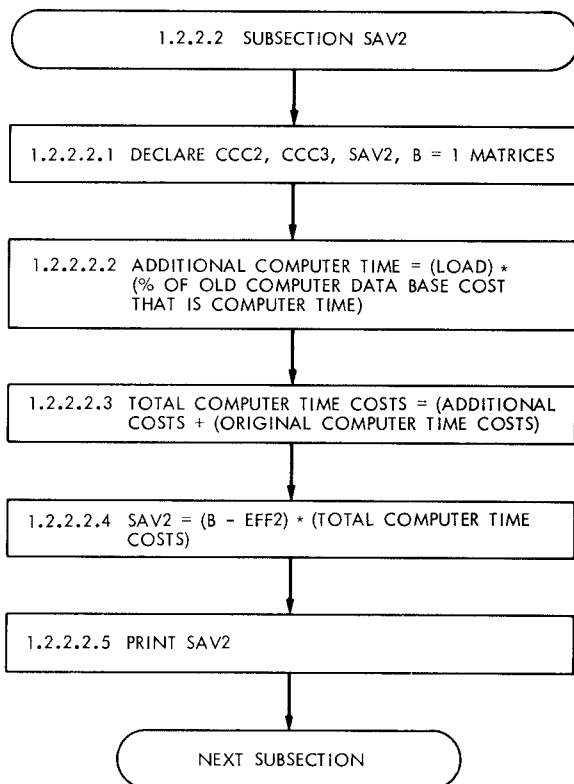 1.2.2.2 SUBSECTION SAV2
1.2.2.2.1 DECLARE CCC2, CCC3, SAV2, B = 1 MATRICES
1.2.2.2.2 ADDITIONAL COMPUTER TIME = (LOAD) *
(% OF OLD COMPUTER DATA BASE COST
THAT IS COMPUTER TIME)
1.2.2.2.3 TOTAL COMPUTER TIME COSTS = (ADDITIONAL
COSTS + (ORIGINAL COMPUTER TIME COSTS)
1.2.2.2.4 SAV2 = (B - EFF2) * (TOTAL COMPUTER TIME
COSTS)
1.2.2.2.5 PRINT SAV2
NEXT SUBSECTION